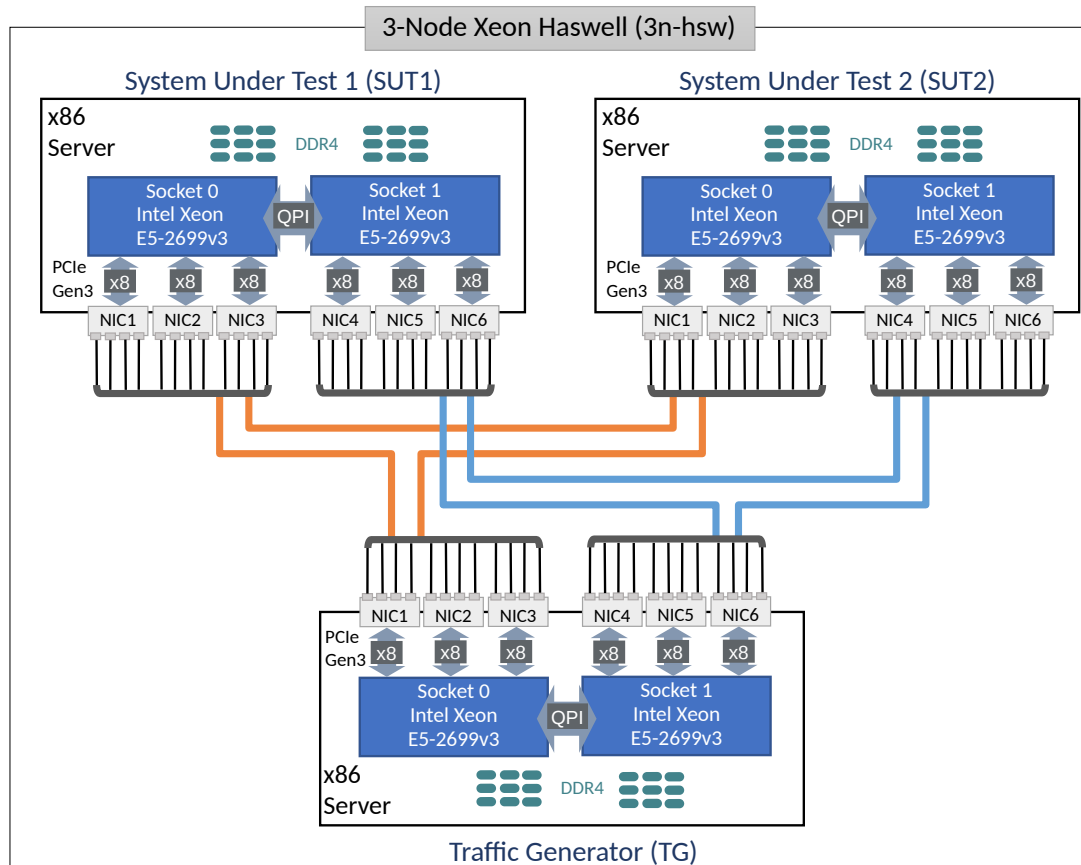 3-Node Xeon Haswell (3n-hsw)
System Under Test 1 (SUT1)
x86
Server
DDR4
Socket 0
Intel Xeon
E5-2699v3
QPI
Socket 1
Intel Xeon
E5-2699v3
PCIe
Gen3
x8
x8
x8
x8
x8
x8
NIC1
NIC2
NIC3
NIC4
NIC5
NIC6
System Under Test 2 (SUT2)
x86
Server
DDR4
Socket 0
Intel Xeon
E5-2699v3
QPI
Socket 1
Intel Xeon
E5-2699v3
PCIe
Gen3
x8
x8
x8
x8
x8
x8
NIC1
NIC2
NIC3
NIC4
NIC5
NIC6
NIC1
NIC2
NIC3
NIC4
NIC5
NIC6
PCIe
Gen3
x8
x8
x8
x8
x8
x8
Socket 0
Intel Xeon
E5-2699v3
QPI
Socket 1
Intel Xeon
E5-2699v3
x86
Server
DDR4
Traffic Generator (TG)